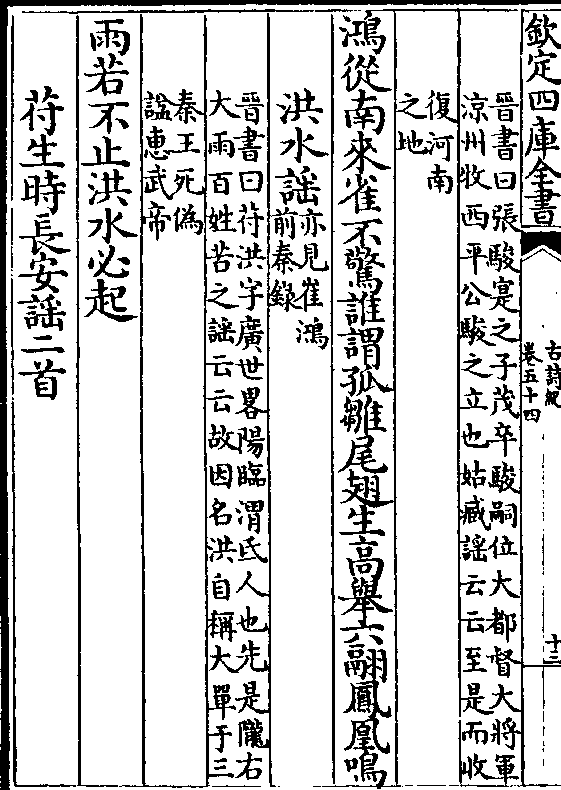 欽定四庫全書
古詩紀
卷五十四
十三
晉書曰張駿寔之子茂卒駿嗣位大都督大將軍
涼州牧西平公駿之立也姑臧謡云云至是而收
復河南
之地
鴻從南來雀不驚誰謂孤雛尾翅生高舉六翮鳳凰鳴
洪水謡亦見崔鴻
前秦錄
晉書曰苻洪字廣世畧陽臨渭氐人也先是隴右
大雨百姓苦之謡云云故因名洪自稱大單于三
秦王死偽
諡惠武帝
雨若不止洪水必起
苻生時長安謡二首